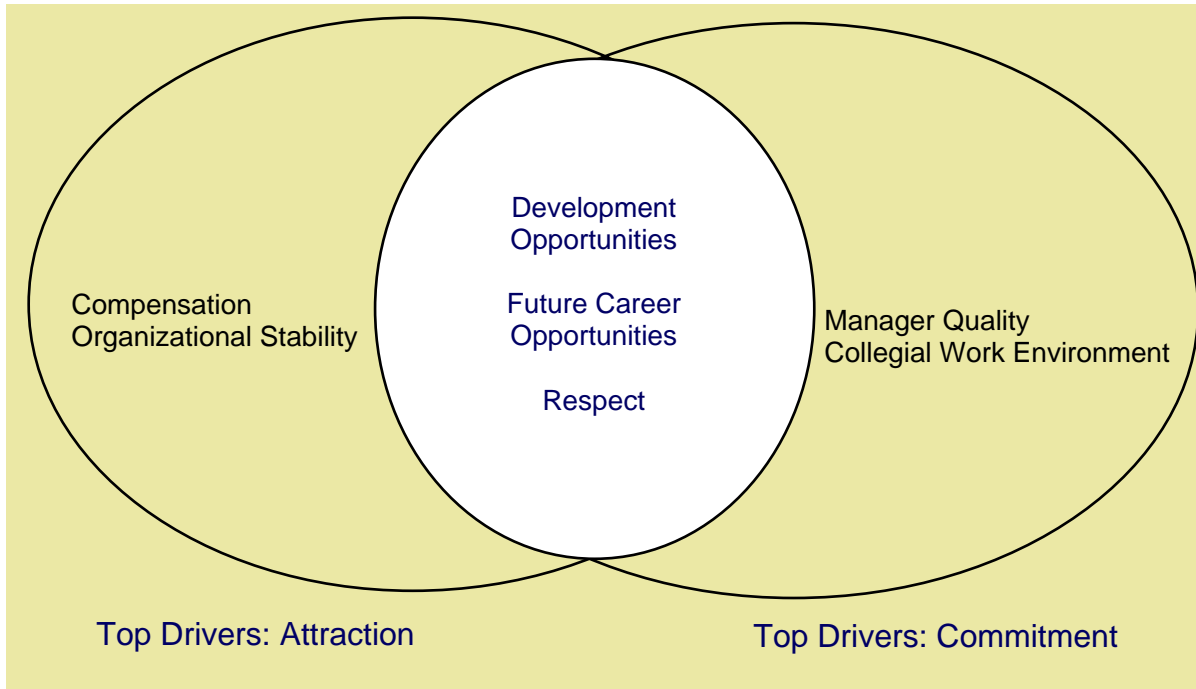 Compensation
Organizational Stability
Development
Opportunities
Future Career
Opportunities
Respect
Manager Quality
Collegial Work Environment
Top Drivers: Attraction
Top Drivers: Commitment